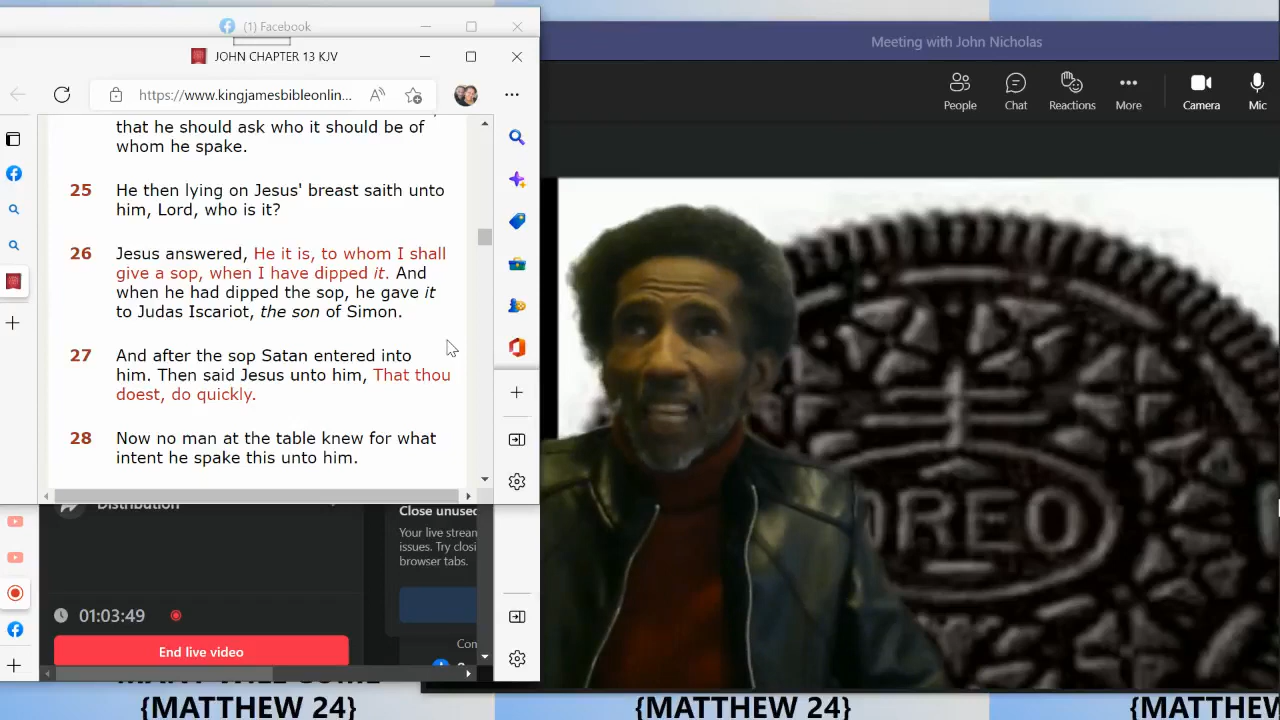 (1) Facebook
JOHN CHAPTER 13 KJV
https://www.kingjamesbibleonlin...
that he should ask who it should be of
whom he spake.
25 He then lying on Jesus' breast saith unto
him, Lord, who is it?
26 Jesus answered, He it is, to whom I shall
give a sop, when I have dipped it. And
when he had dipped the sop, he gave it
to Judas Iscariot, the son of Simon.
27 And after the sop Satan entered into
him. Then said Jesus unto him, That thou
doest, do quickly.
28 Now no man at the table knew for what
intent he spake this unto him.
Distribution
Close unused
Your live stream
issues. Try closi
browser tabs.
01:03:49
Com
End live video
Meeting with John Nicholas
People Chat Reactions More Camera Mic
OREO
{MATTHEW 24} {MATTHEW 24} {MATTHEW